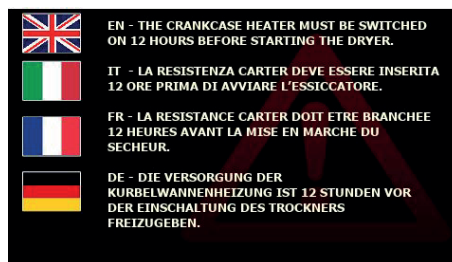 EN - THE CRANKCASE HEATER MUST BE SWITCHED
ON 12 HOURS BEFORE STARTING THE DRYER.
IT - LA RESISTENZA CARTER DEVE ESSERE INSERITA
12 ORE PRIMA DI AVVIARE L'ESSICCATORE.
FR - LA RESISTANCE CARTER DOIT ETRE BRANCHEE
12 HEURES AVANT LA MISE EN MARCHE DU
SECHEUR.
DE - DIE VERSORGUNG DER
KURBELWANNENHEIZUNG IST 12 STUNDEN VOR
DER EINSCHALTUNG DES TROCKNERS
FREIZUGEBEN.